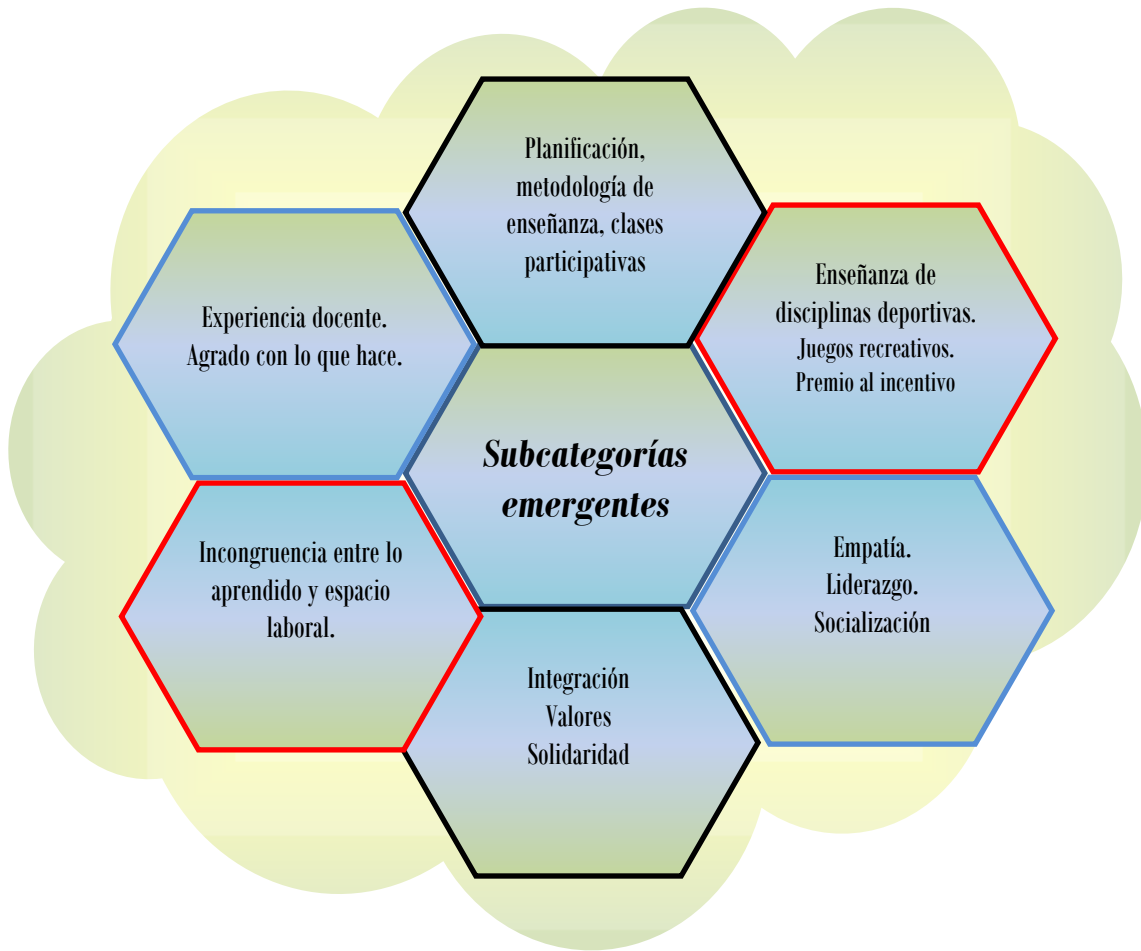 Planificación,
metodología de
enseñanza, clases
participativas
Experiencia docente.
Agrado con lo que hace.
Enseñanza de
disciplinas deportivas.
Juegos recreativos.
Premio al incentivo
Subcategorías
emergentes
Incongruencia entre lo
aprendido y espacio
laboral.
Empatía.
Liderazgo.
Socialización
Integración
Valores
Solidaridad